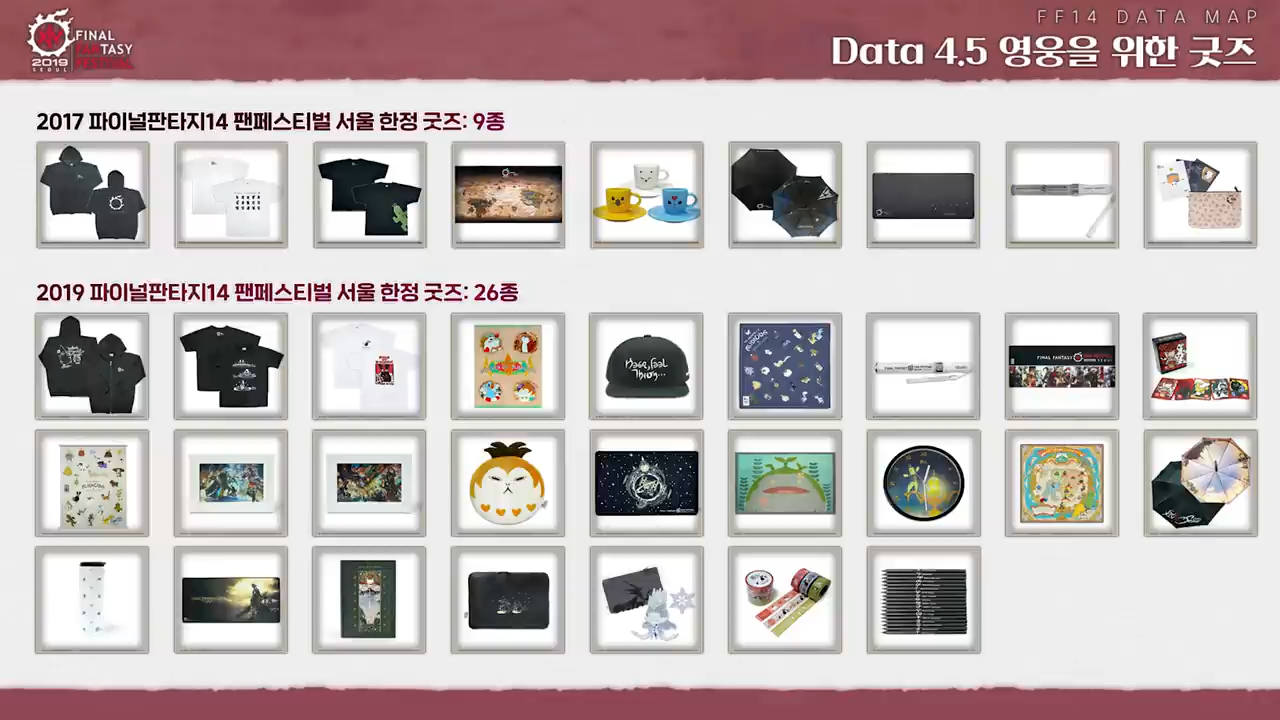 FINAL
FANTASY
FESTIVAL
2019
SEOUL
FF14 DATA MAP
Data 4.5 영웅을 위한 굿즈
2017 파이널판타지14 팬페스티벌 서울 한정 굿즈: 9종
2019 파이널판타지14 팬페스티벌 서울 한정 굿즈: 26종
FINAL FANTASY